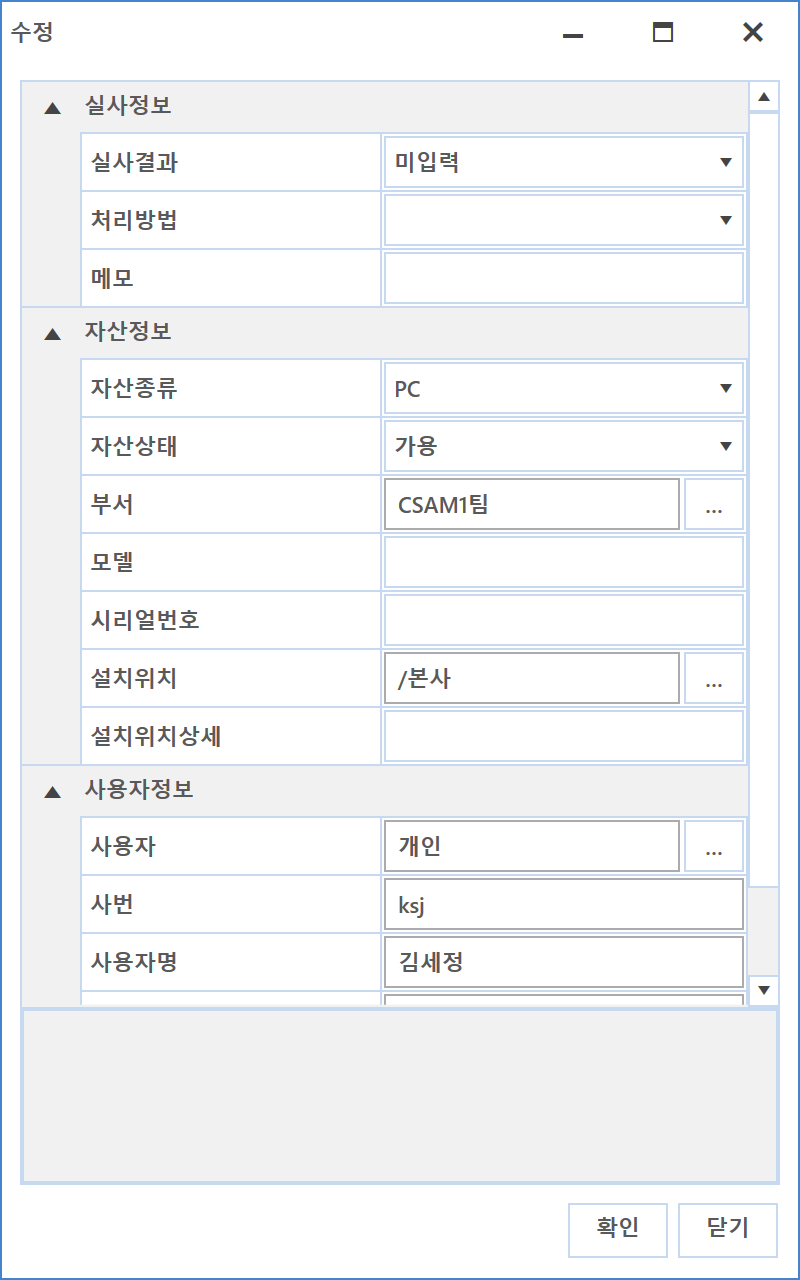 수정
실사정보
실사결과 미입력
처리방법
메모
자산정보
자산종류 PC
자산상태 가용
부서 CSAM1팀 ...
모델
시리얼번호
설치위치 /본사 ...
설치위치상세
사용자정보
사용자 개인 ...
사번 ksj
사용자명 김세정
확인 닫기